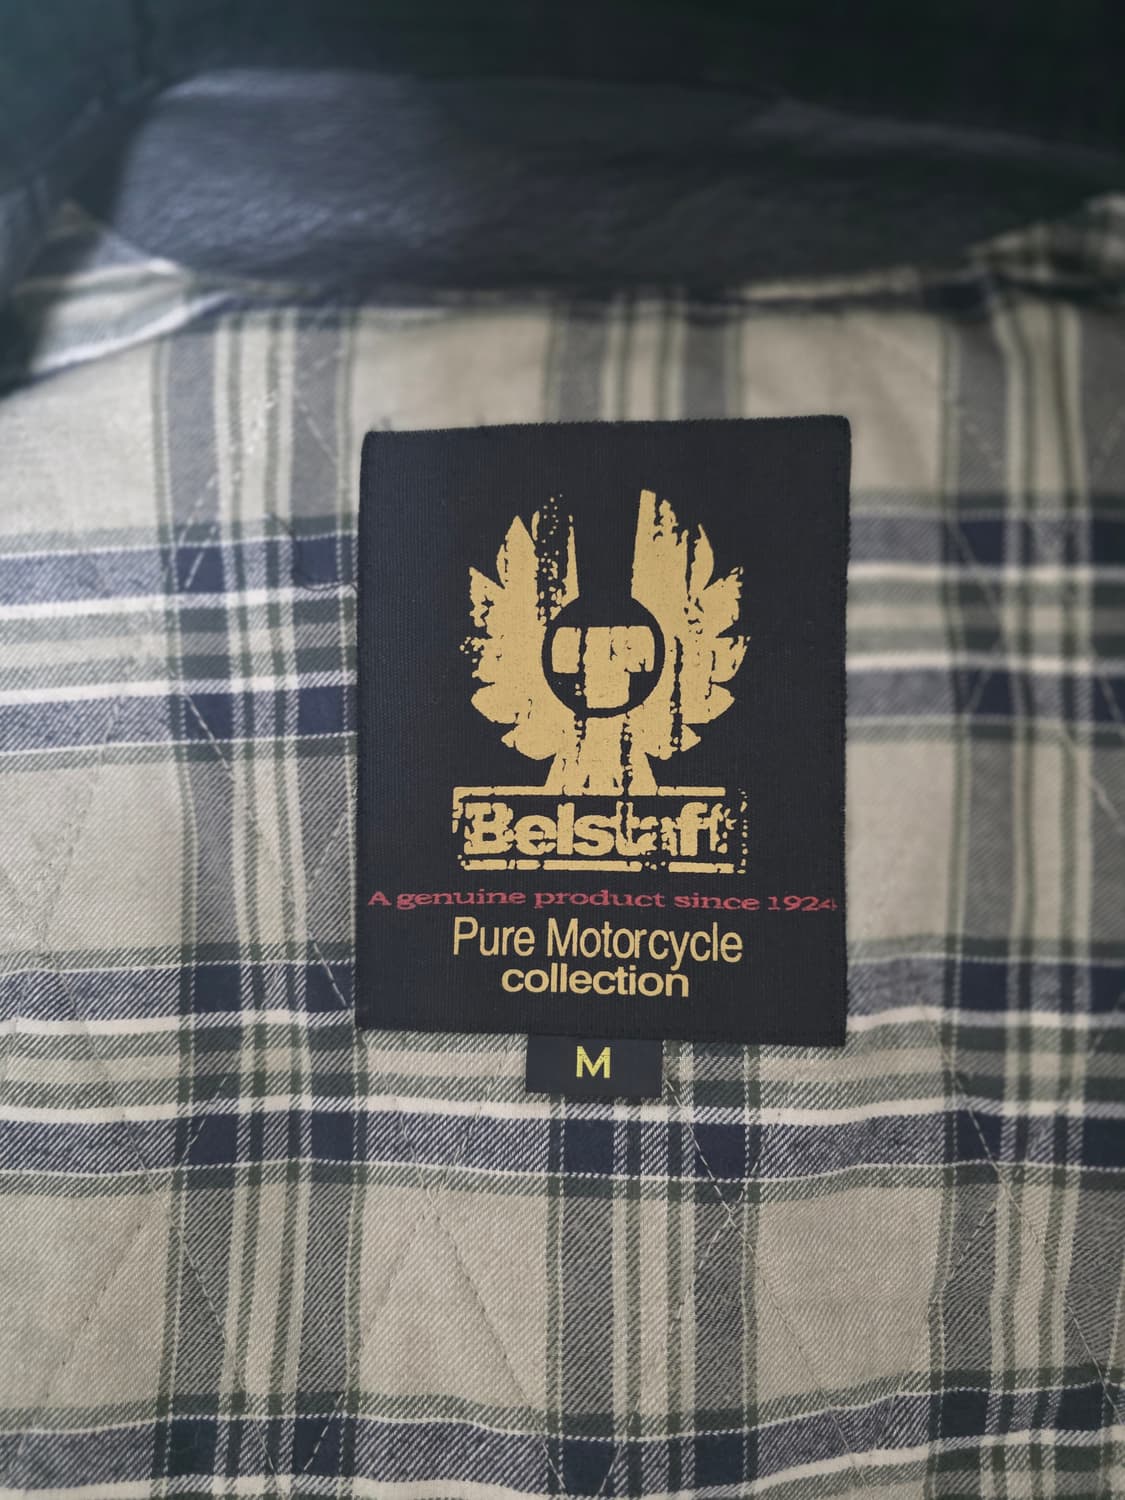 Belstaff
A genuine product since 1924
Pure Motorcycle
collection
M